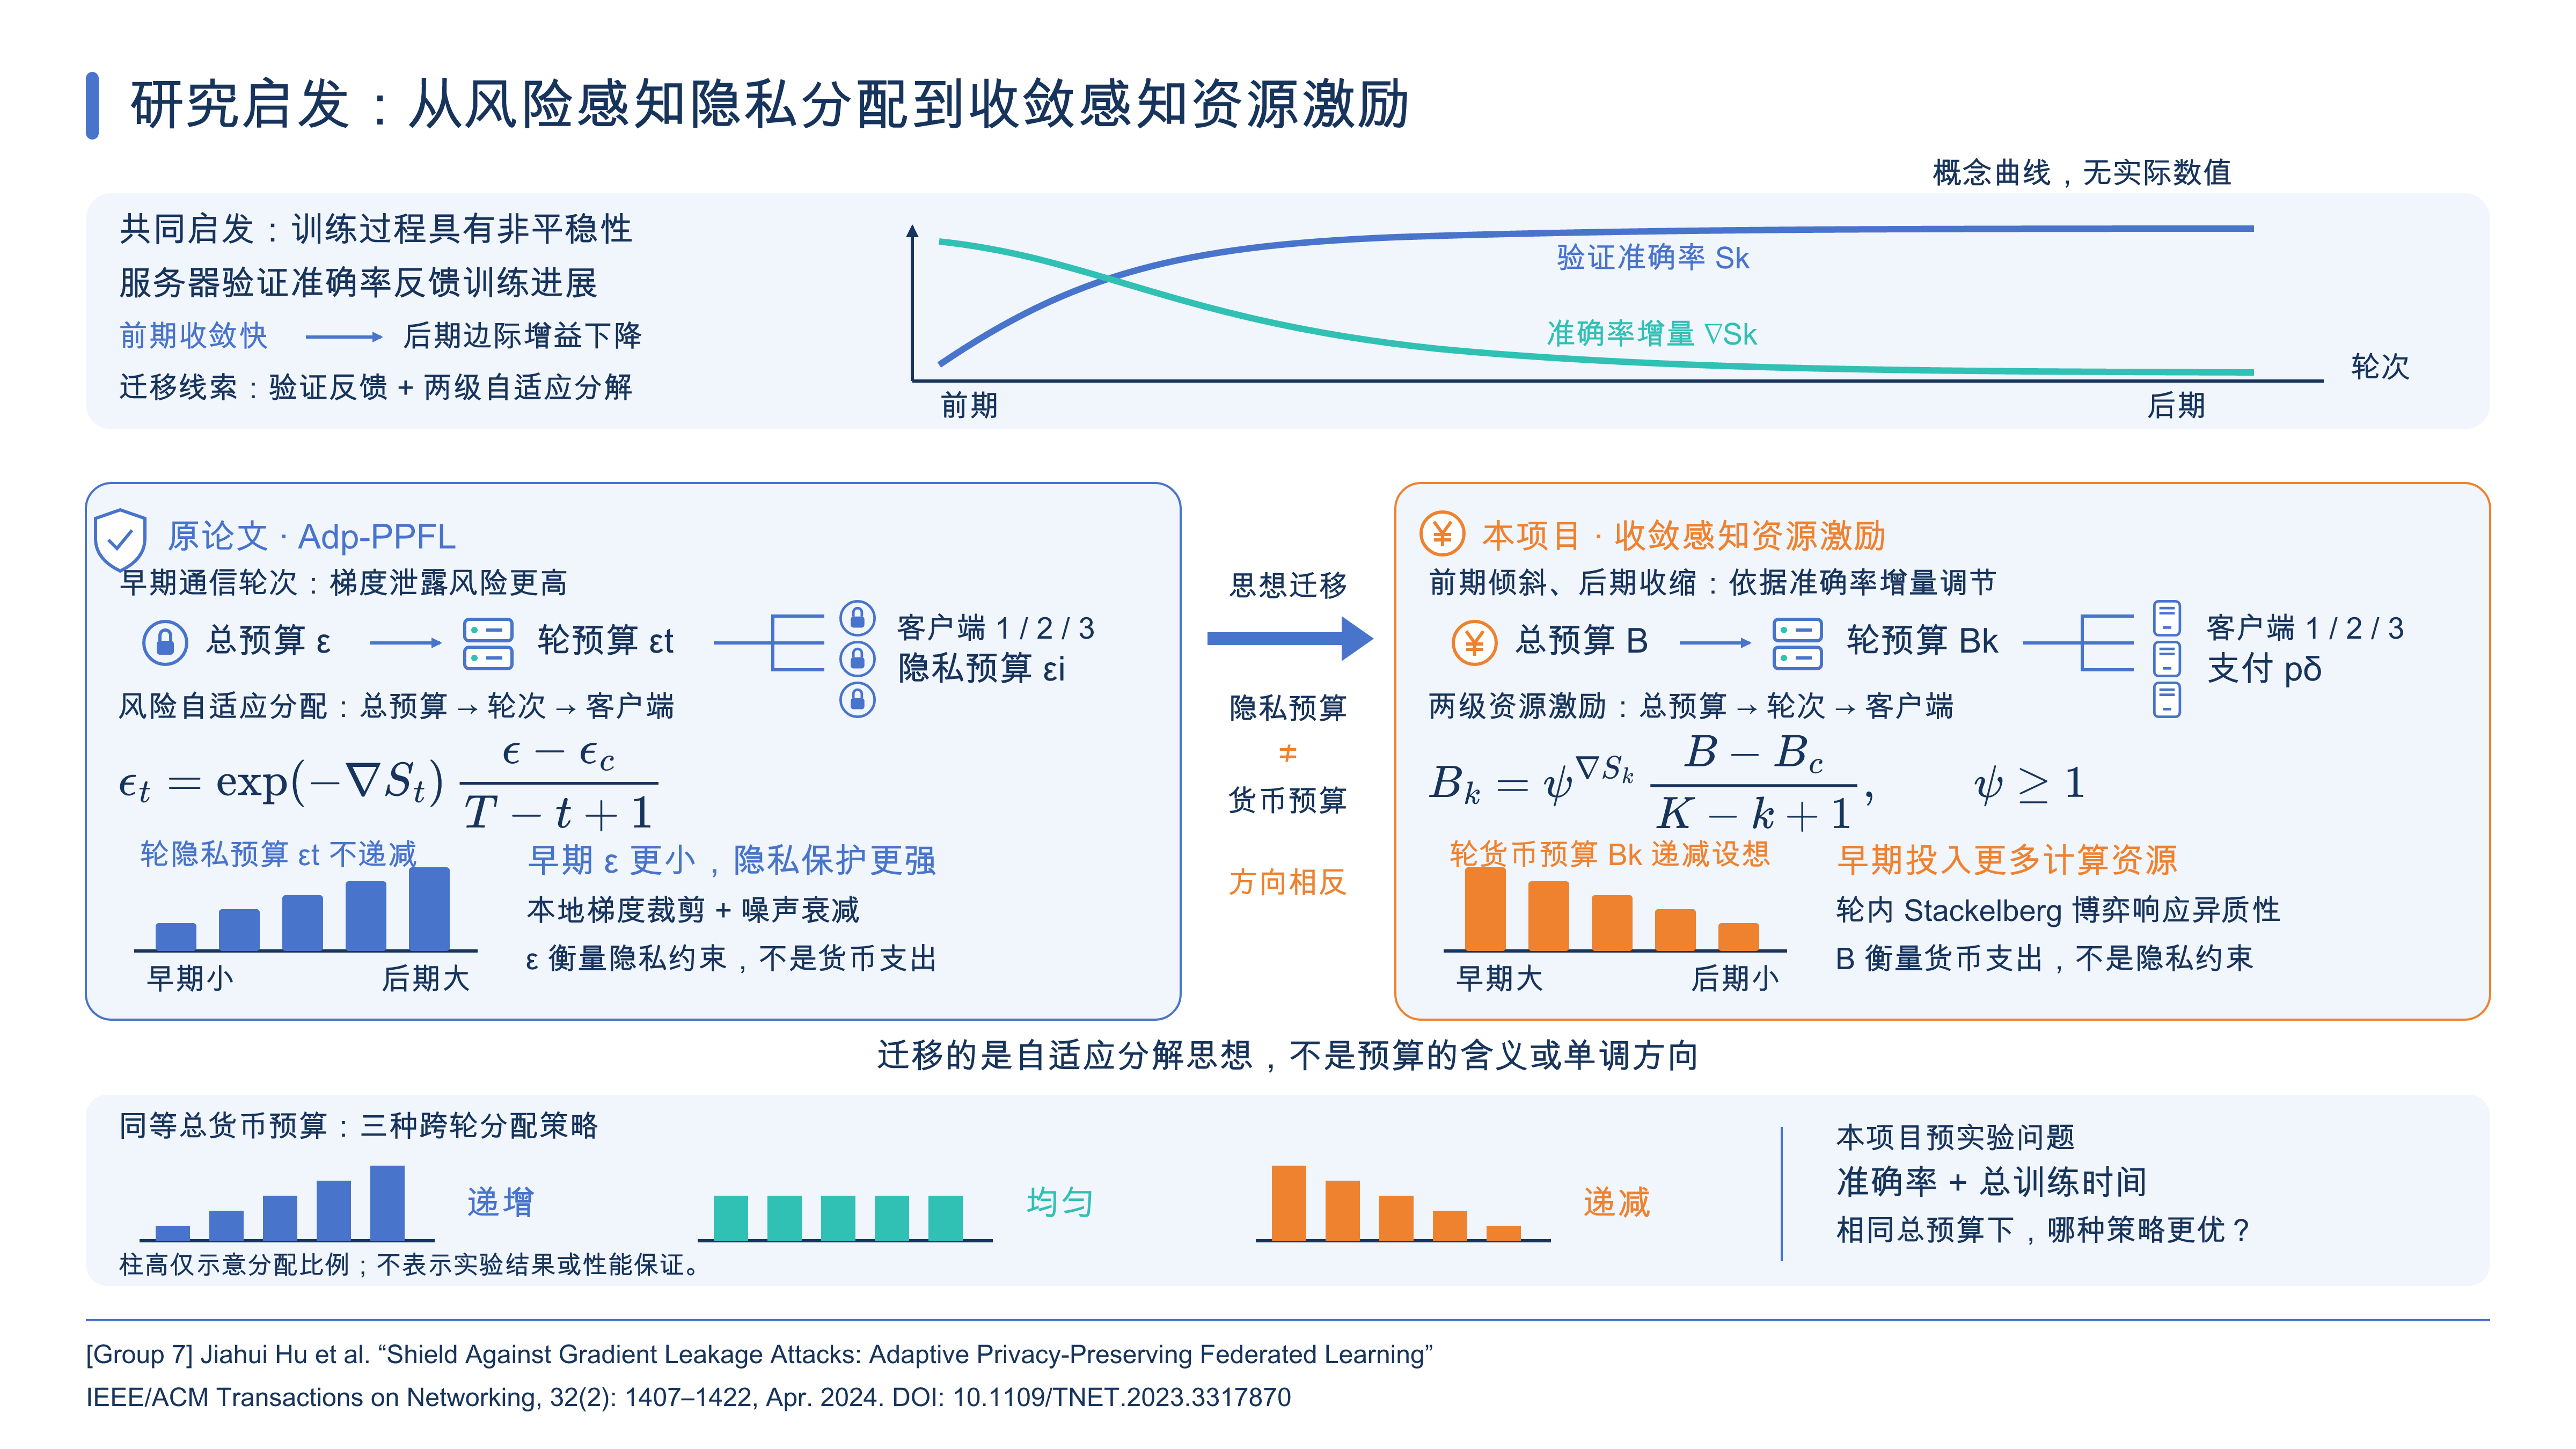 研究启发：从风险感知隐私分配到收敛感知资源激励
概念曲线，无实际数值
共同启发：训练过程具有非平稳性
服务器验证准确率反馈训练进展
前期收敛快
后期边际增益下降
迁移线索：验证反馈 + 两级自适应分解
验证准确率 Sk
准确率增量 ∇Sk
轮次
前期
后期
原论文 · Adp-PPFL
早期通信轮次：梯度泄露风险更高
总预算 ε
轮预算 εt
客户端 1 / 2 / 3
隐私预算 εi
风险自适应分配：总预算 → 轮次 → 客户端
ϵ_t = exp(−∇S_t) (ϵ − ϵ_c)/(T − t + 1)
轮隐私预算 εt 不递减
早期小
后期大
早期 ε 更小，隐私保护更强
本地梯度裁剪 + 噪声衰减
ε 衡量隐私约束，不是货币支出
思想迁移
隐私预算
≠
货币预算
方向相反
¥
本项目 · 收敛感知资源激励
前期倾斜、后期收缩：依据准确率增量调节
¥
总预算 B
轮预算 Bk
客户端 1 / 2 / 3
支付 pδ
两级资源激励：总预算 → 轮次 → 客户端
B_k = ψ^{∇S_k} (B − B_c)/(K − k + 1), ψ ≥ 1
轮货币预算 Bk 递减设想
早期大
后期小
早期投入更多计算资源
轮内 Stackelberg 博弈响应异质性
B 衡量货币支出，不是隐私约束
迁移的是自适应分解思想，不是预算的含义或单调方向
同等总货币预算：三种跨轮分配策略
递增
均匀
递减
柱高仅示意分配比例；不表示实验结果或性能保证。
本项目预实验问题
准确率 + 总训练时间
相同总预算下，哪种策略更优？
[Group 7] Jiahui Hu et al. “Shield Against Gradient Leakage Attacks: Adaptive Privacy-Preserving Federated Learning”
IEEE/ACM Transactions on Networking, 32(2): 1407–1422, Apr. 2024. DOI: 10.1109/TNET.2023.3317870